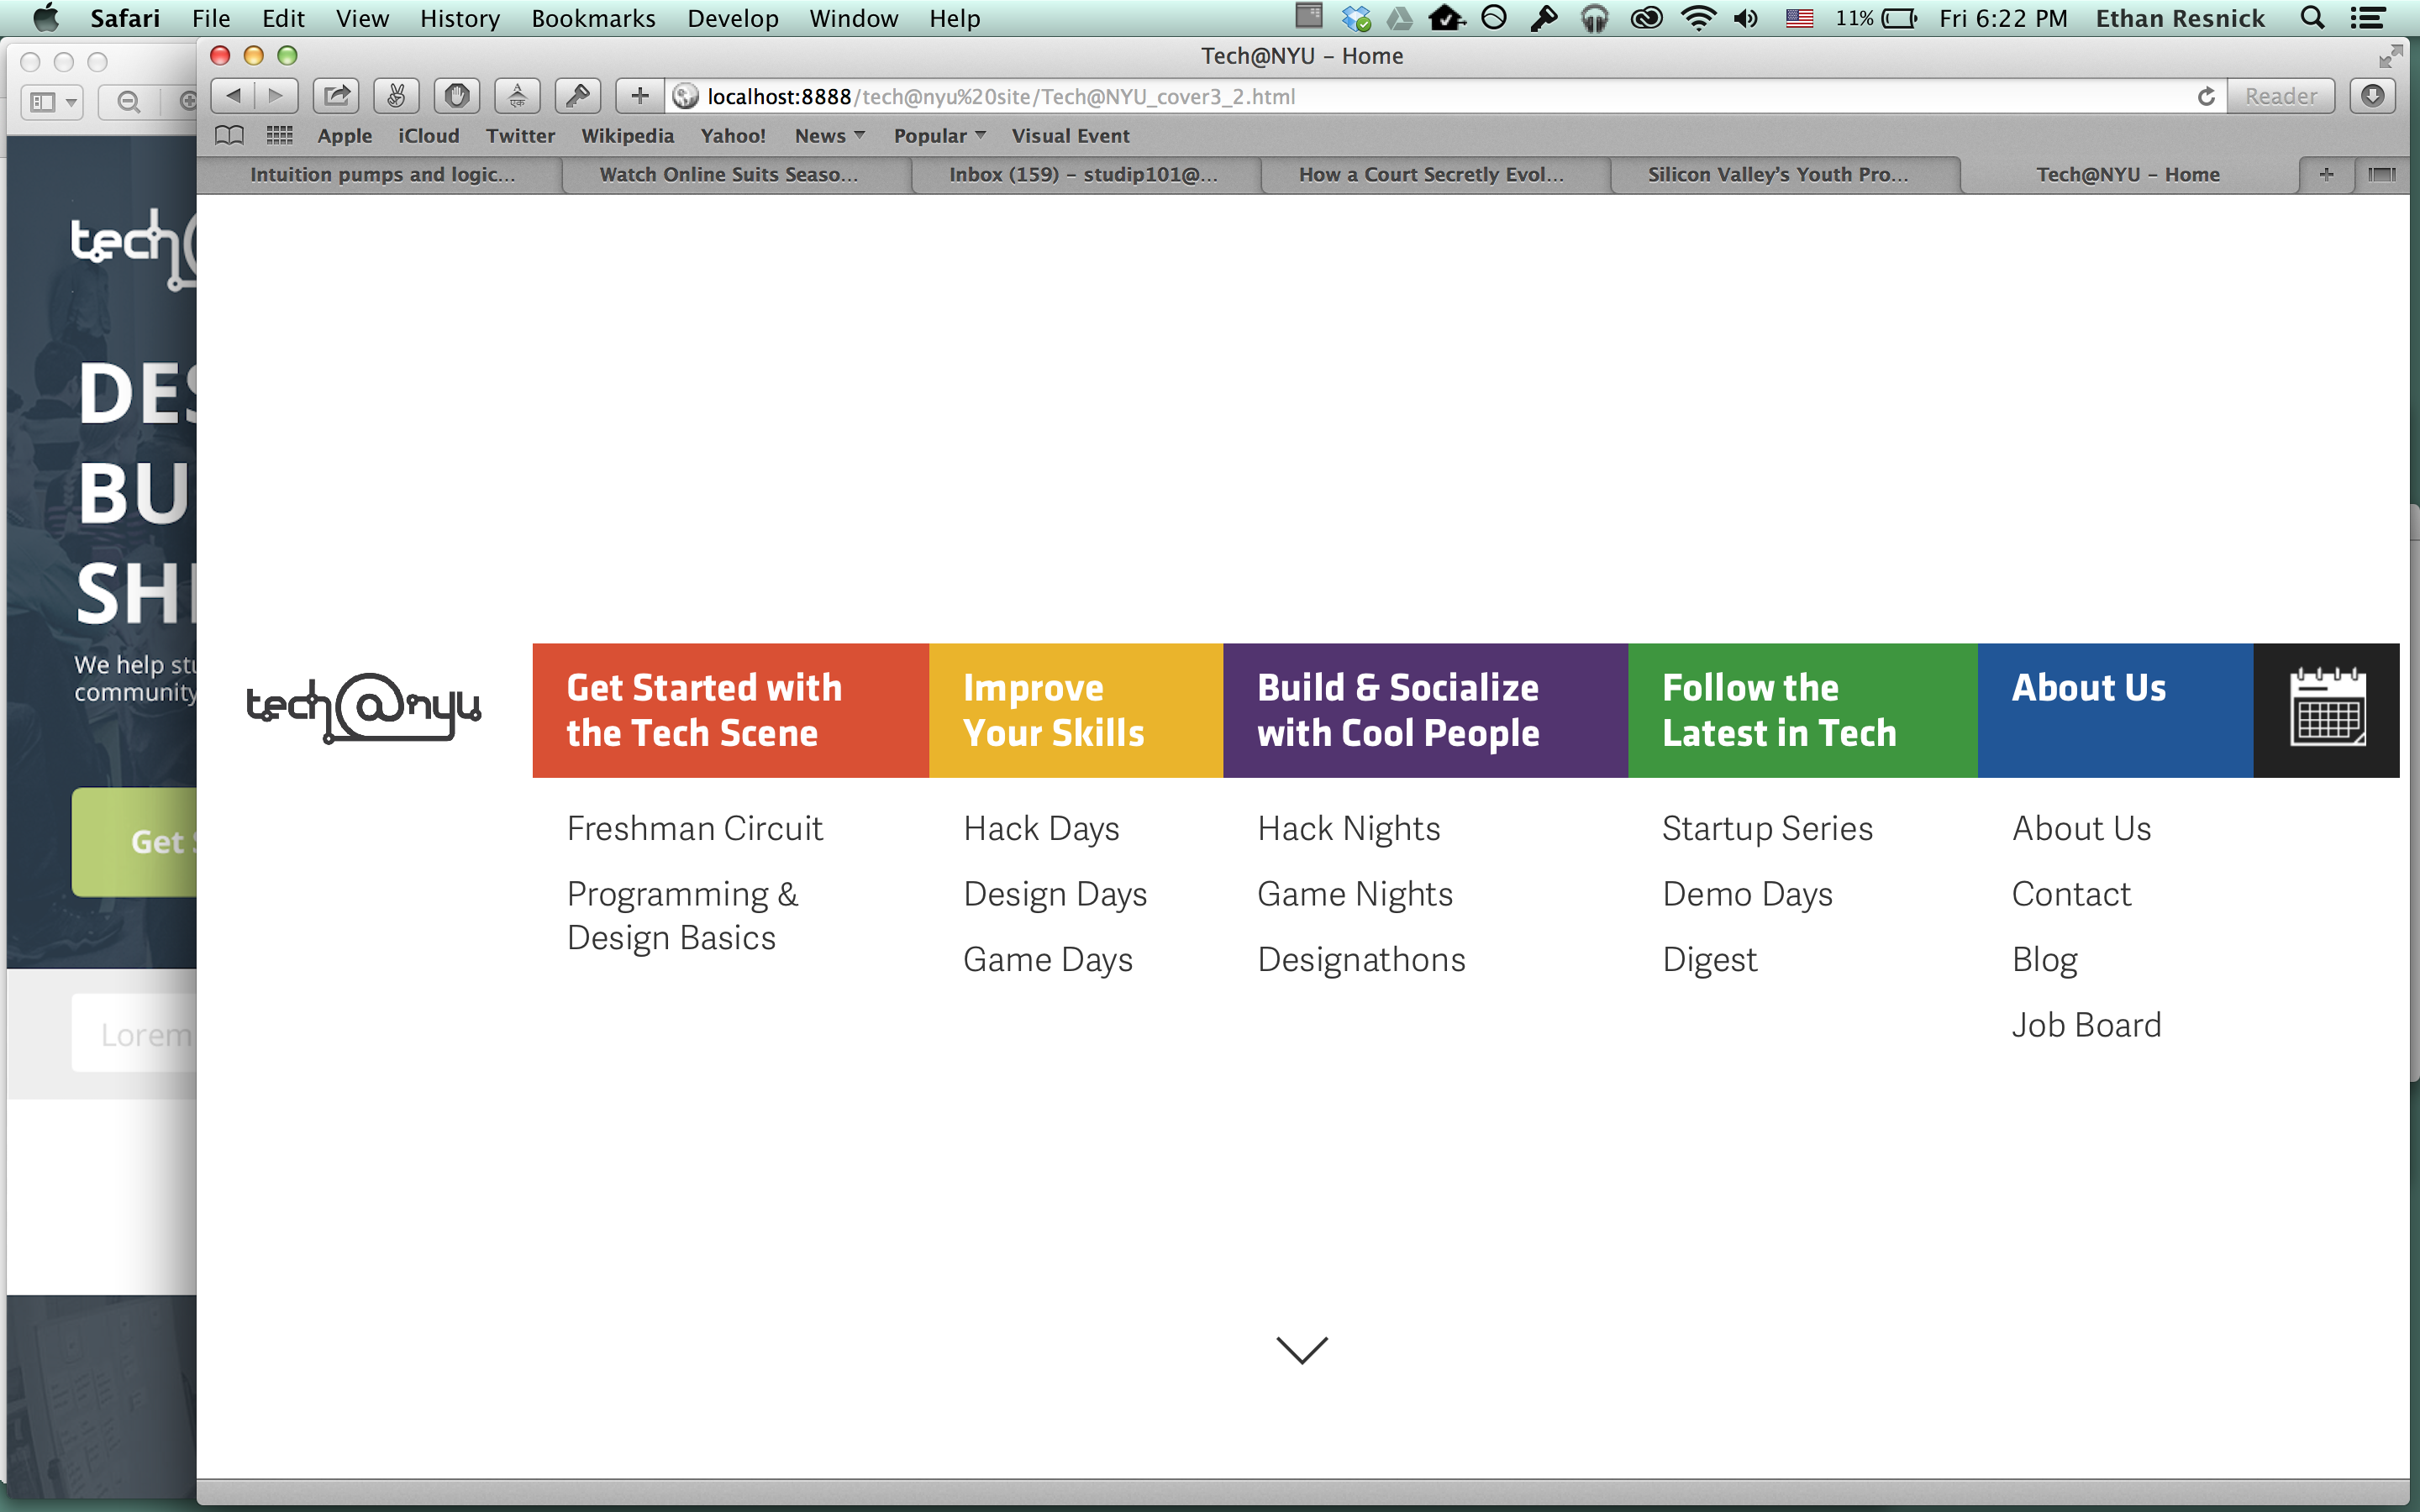 Safari File Edit View History Bookmarks Develop Window Help 11% Fri 6:22 PM Ethan Resnick
Tech@NYU – Home
localhost:8888/tech@nyu%20site/Tech@NYU_cover3_2.html Reader
Apple iCloud Twitter Wikipedia Yahoo! News Popular Visual Event
Intuition pumps and logic... Watch Online Suits Seaso... Inbox (159) – studip101@... How a Court Secretly Evol... Silicon Valley's Youth Pro... Tech@NYU – Home
tech@
DES
BU
SHI
We help stu
community
Get S
Lorem
tech@nyu
Get Started with
the Tech Scene
Freshman Circuit
Programming &
Design Basics
Improve
Your Skills
Hack Days
Design Days
Game Days
Build & Socialize
with Cool People
Hack Nights
Game Nights
Designathons
Follow the
Latest in Tech
Startup Series
Demo Days
Digest
About Us
About Us
Contact
Blog
Job Board